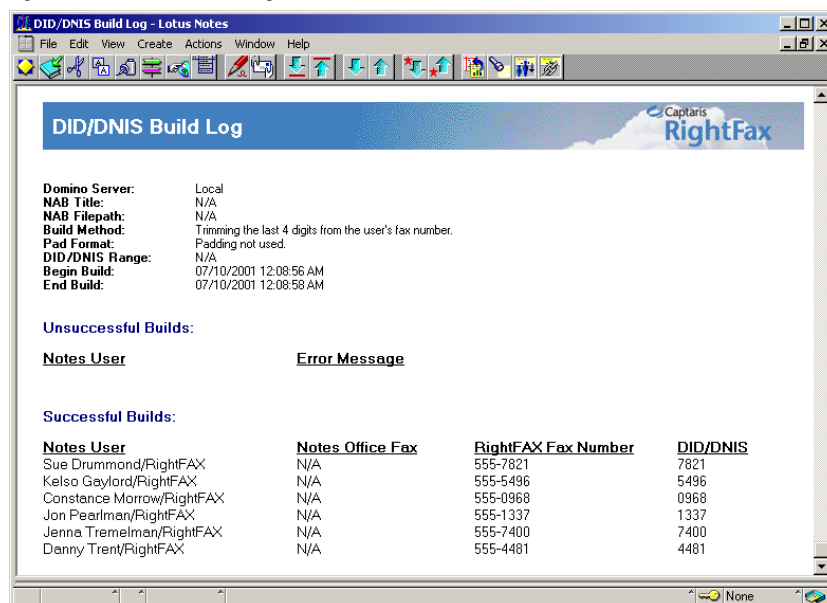 DID/DNIS Build Log - Lotus Notes
File Edit View Create Actions Window Help
DID/DNIS Build Log
Captaris
RightFax
Domino Server: Local
NAB Title: N/A
NAB Filepath: N/A
Build Method: Trimming the last 4 digits from the user's fax number.
Pad Format: Padding not used.
DID/DNIS Range: N/A
Begin Build: 07/10/2001 12:08:56 AM
End Build: 07/10/2001 12:08:58 AM
Unsuccessful Builds:
Notes User Error Message
Successful Builds:
Notes User Notes Office Fax RightFAX Fax Number DID/DNIS
Sue Drummond/RightFAX N/A 555-7821 7821
Kelso Gaylord/RightFAX N/A 555-5496 5496
Constance Morrow/RightFAX N/A 555-0968 0968
Jon Pearlman/RightFAX N/A 555-1337 1337
Jenna Tremelman/RightFAX N/A 555-7400 7400
Danny Trent/RightFAX N/A 555-4481 4481
None